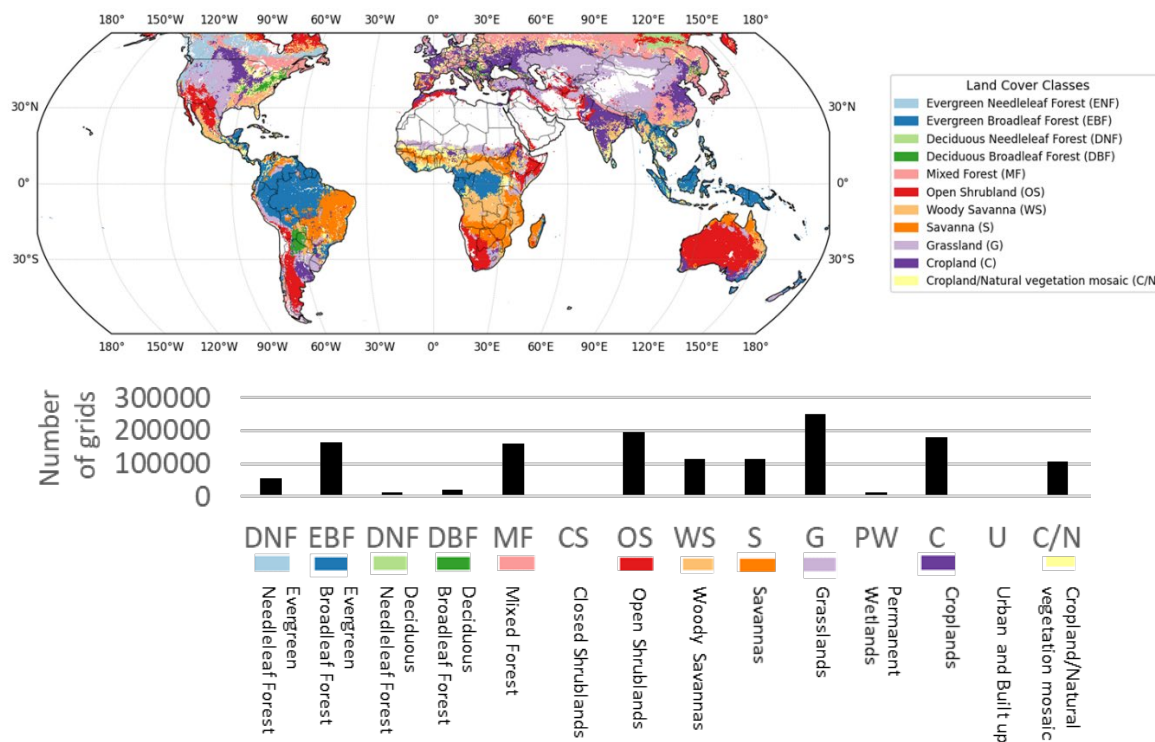 180° 150°W 120°W 90°W 60°W 30°W 0° 30°E 60°E 90°E 120°E 150°E 180°
30°N 30°N
0° 0°
30°S 30°S
180° 150°W 120°W 90°W 60°W 30°W 0° 30°E 60°E 90°E 120°E 150°E 180°
Land Cover Classes
Evergreen Needleleaf Forest (ENF)
Evergreen Broadleaf Forest (EBF)
Deciduous Needleleaf Forest (DNF)
Deciduous Broadleaf Forest (DBF)
Mixed Forest (MF)
Open Shrubland (OS)
Woody Savanna (WS)
Savanna (S)
Grassland (G)
Cropland (C)
Cropland/Natural vegetation mosaic (C/N
Number
of grids
300000
200000
100000
0
DNF EBF DNF DBF MF CS OS WS S G PW C U C/N
Evergreen
Needleleaf Forest
Evergreen
Broadleaf Forest
Deciduous
Needleleaf Forest
Deciduous
Broadleaf Forest
Mixed Forest
Closed Shrublands
Open Shrublands
Woody Savannas
Savannas
Grasslands
Permanent
Wetlands
Croplands
Urban and Built up
Cropland/Natural
vegetation mosaic